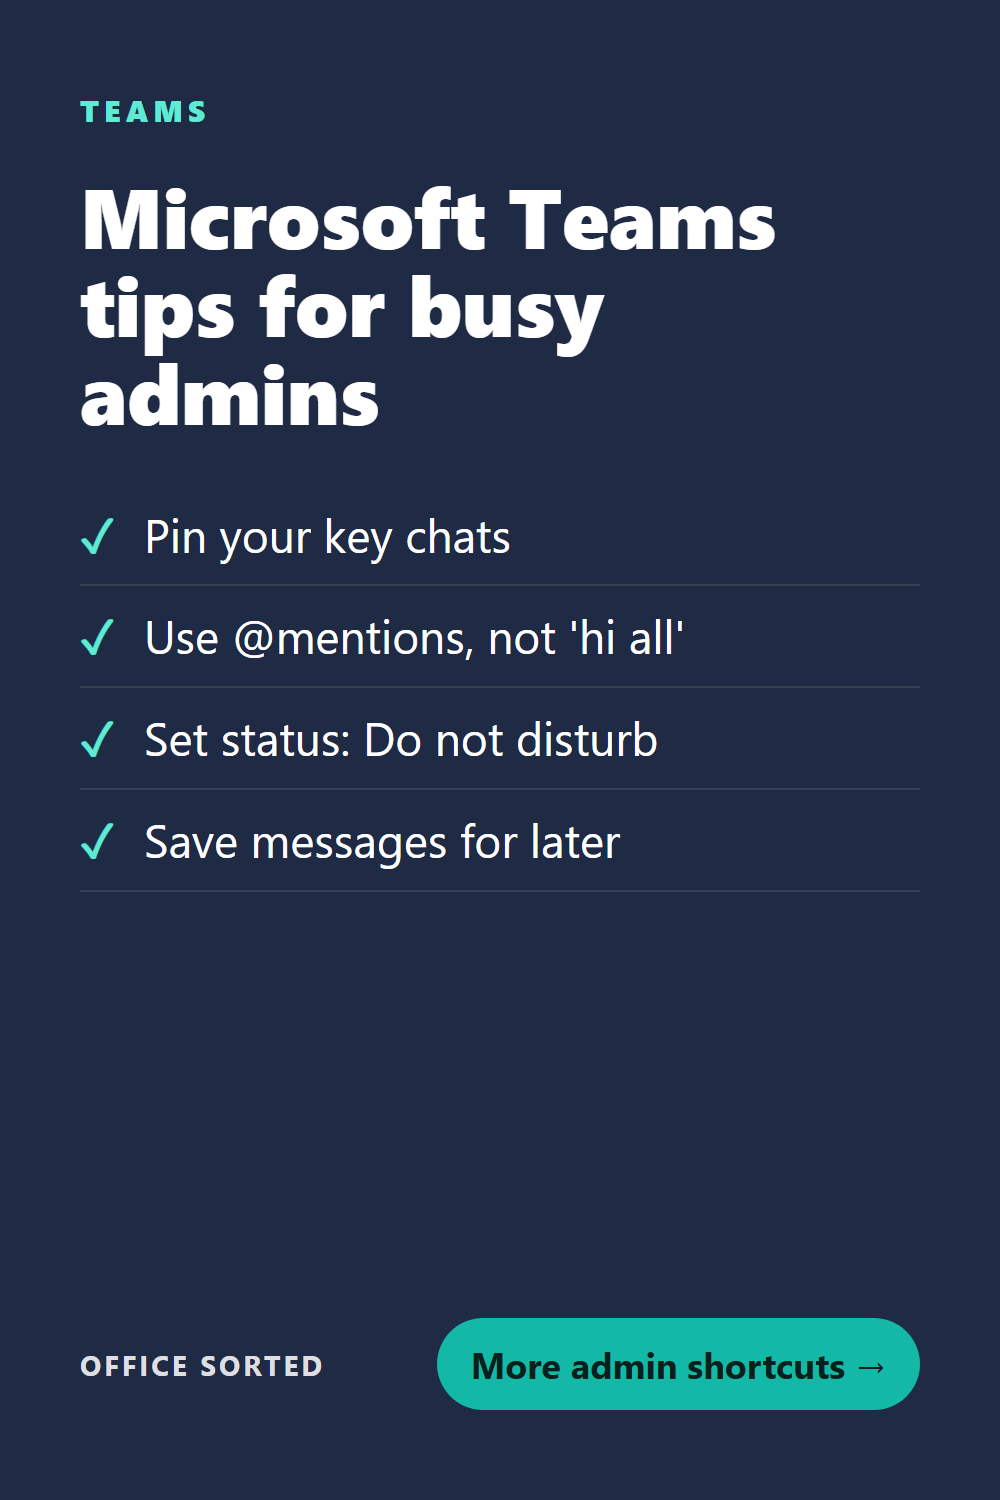 TEAMS
Microsoft Teams
tips for busy
admins
✓ Pin your key chats
✓ Use @mentions, not 'hi all'
✓ Set status: Do not disturb
✓ Save messages for later
OFFICE SORTED
More admin shortcuts →